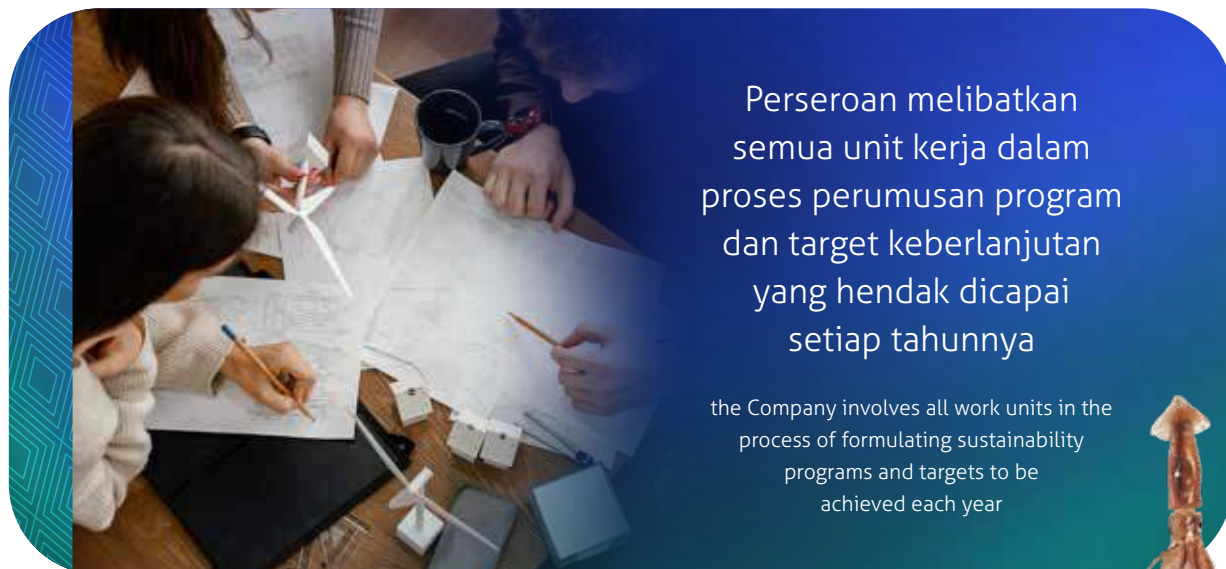 Perseroan melibatkan
semua unit kerja dalam
proses perumusan program
dan target keberlanjutan
yang hendak dicapai
setiap tahunnya
the Company involves all work units in the
process of formulating sustainability
programs and targets to be
achieved each year